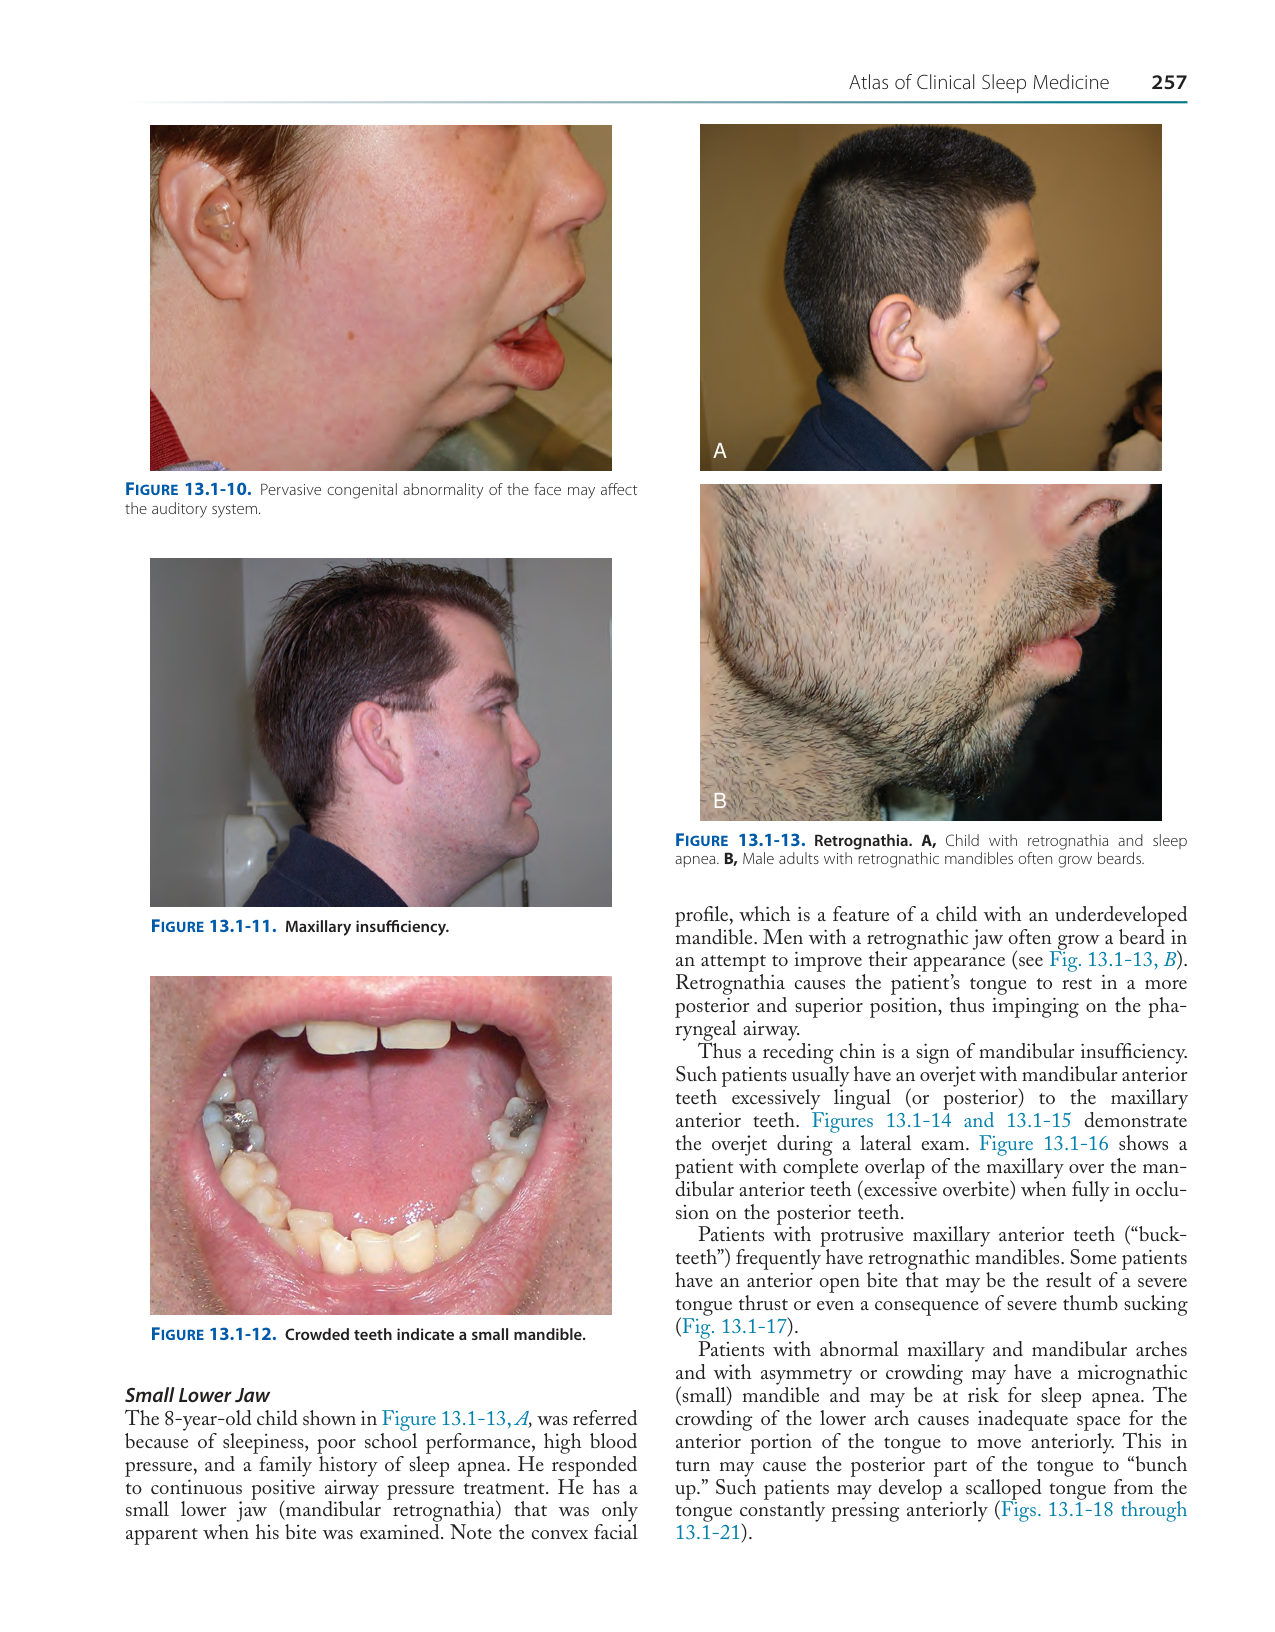 Atlas of Clinical Sleep Medicine 257
FIGURE 13.1-10. Pervasive congenital abnormality of the face may affect
the auditory system.
FIGURE 13.1-11. Maxillary insufficiency.
FIGURE 13.1-12. Crowded teeth indicate a small mandible.
Small Lower Jaw
The 8-year-old child shown in Figure 13.1-13, A, was referred
because of sleepiness, poor school performance, high blood
pressure, and a family history of sleep apnea. He responded
to continuous positive airway pressure treatment. He has a
small lower jaw (mandibular retrognathia) that was only
apparent when his bite was examined. Note the convex facial
A
B
FIGURE 13.1-13. Retrognathia. A, Child with retrognathia and sleep
apnea. B, Male adults with retrognathic mandibles often grow beards.
profile, which is a feature of a child with an underdeveloped
mandible. Men with a retrognathic jaw often grow a beard in
an attempt to improve their appearance (see Fig. 13.1-13, B).
Retrognathia causes the patient’s tongue to rest in a more
posterior and superior position, thus impinging on the pha-
ryngeal airway.
Thus a receding chin is a sign of mandibular insufficiency.
Such patients usually have an overjet with mandibular anterior
teeth excessively lingual (or posterior) to the maxillary
anterior teeth. Figures 13.1-14 and 13.1-15 demonstrate
the overjet during a lateral exam. Figure 13.1-16 shows a
patient with complete overlap of the maxillary over the man-
dibular anterior teeth (excessive overbite) when fully in occlu-
sion on the posterior teeth.
Patients with protrusive maxillary anterior teeth (“buck-
teeth”) frequently have retrognathic mandibles. Some patients
have an anterior open bite that may be the result of a severe
tongue thrust or even a consequence of severe thumb sucking
(Fig. 13.1-17).
Patients with abnormal maxillary and mandibular arches
and with asymmetry or crowding may have a micrognathic
(small) mandible and may be at risk for sleep apnea. The
crowding of the lower arch causes inadequate space for the
anterior portion of the tongue to move anteriorly. This in
turn may cause the posterior part of the tongue to “bunch
up.” Such patients may develop a scalloped tongue from the
tongue constantly pressing anteriorly (Figs. 13.1-18 through
13.1-21).